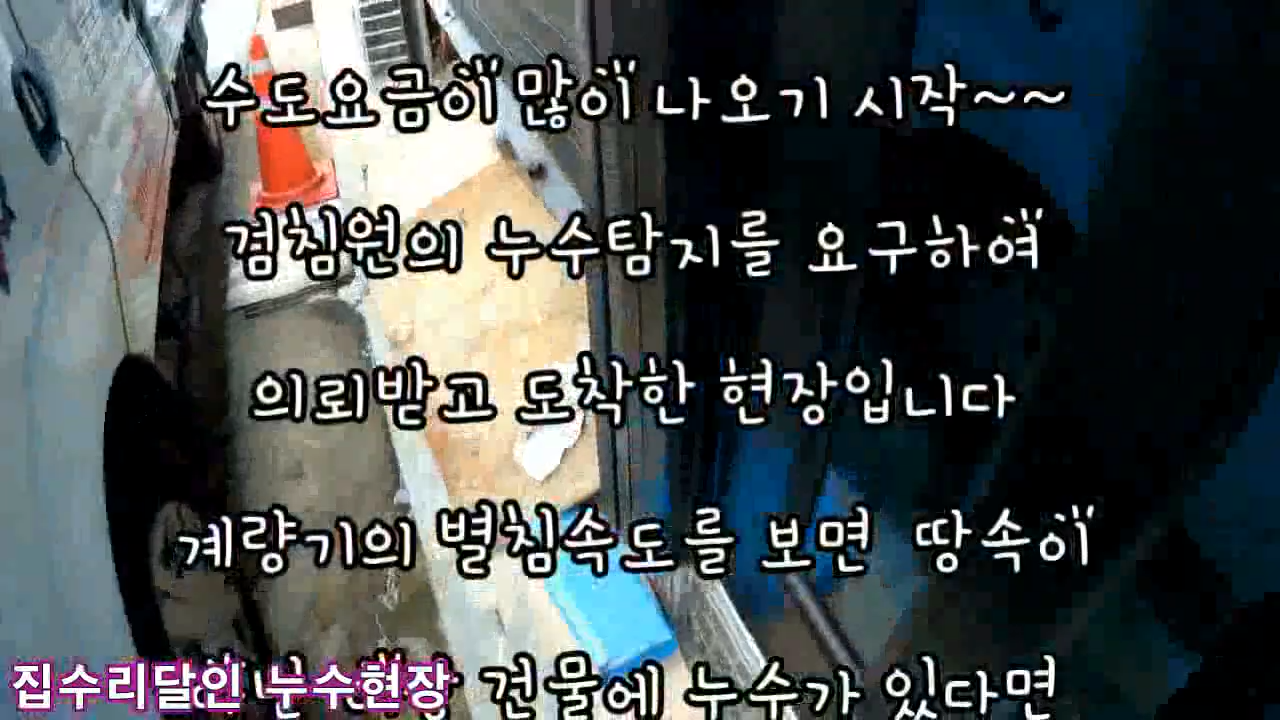 수도요금이 많이 나오기 시작~~
검침원의 누수탐지를 요구하여
의뢰받고 도착한 현장입니다
계량기의 별침속도를 보면 땅속이
건물에 누수가 있다면
집수리달인 누수현장